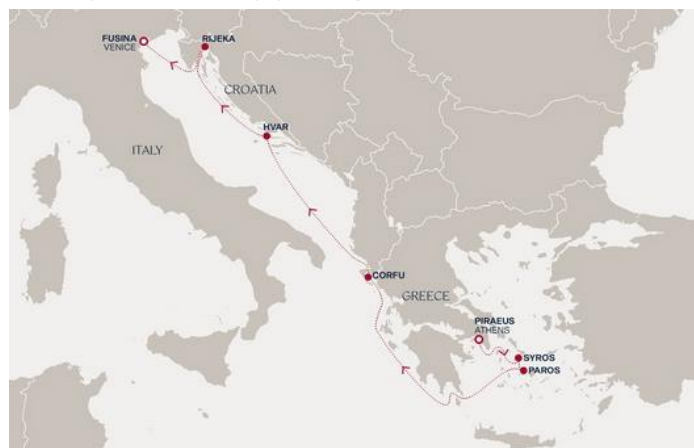 FUSINA
VENICE
RIJEKA
CROATIA
HVAR
ITALY
CORFU
GREECE
PIRAEUS
ATHENS
SYROS
PAROS